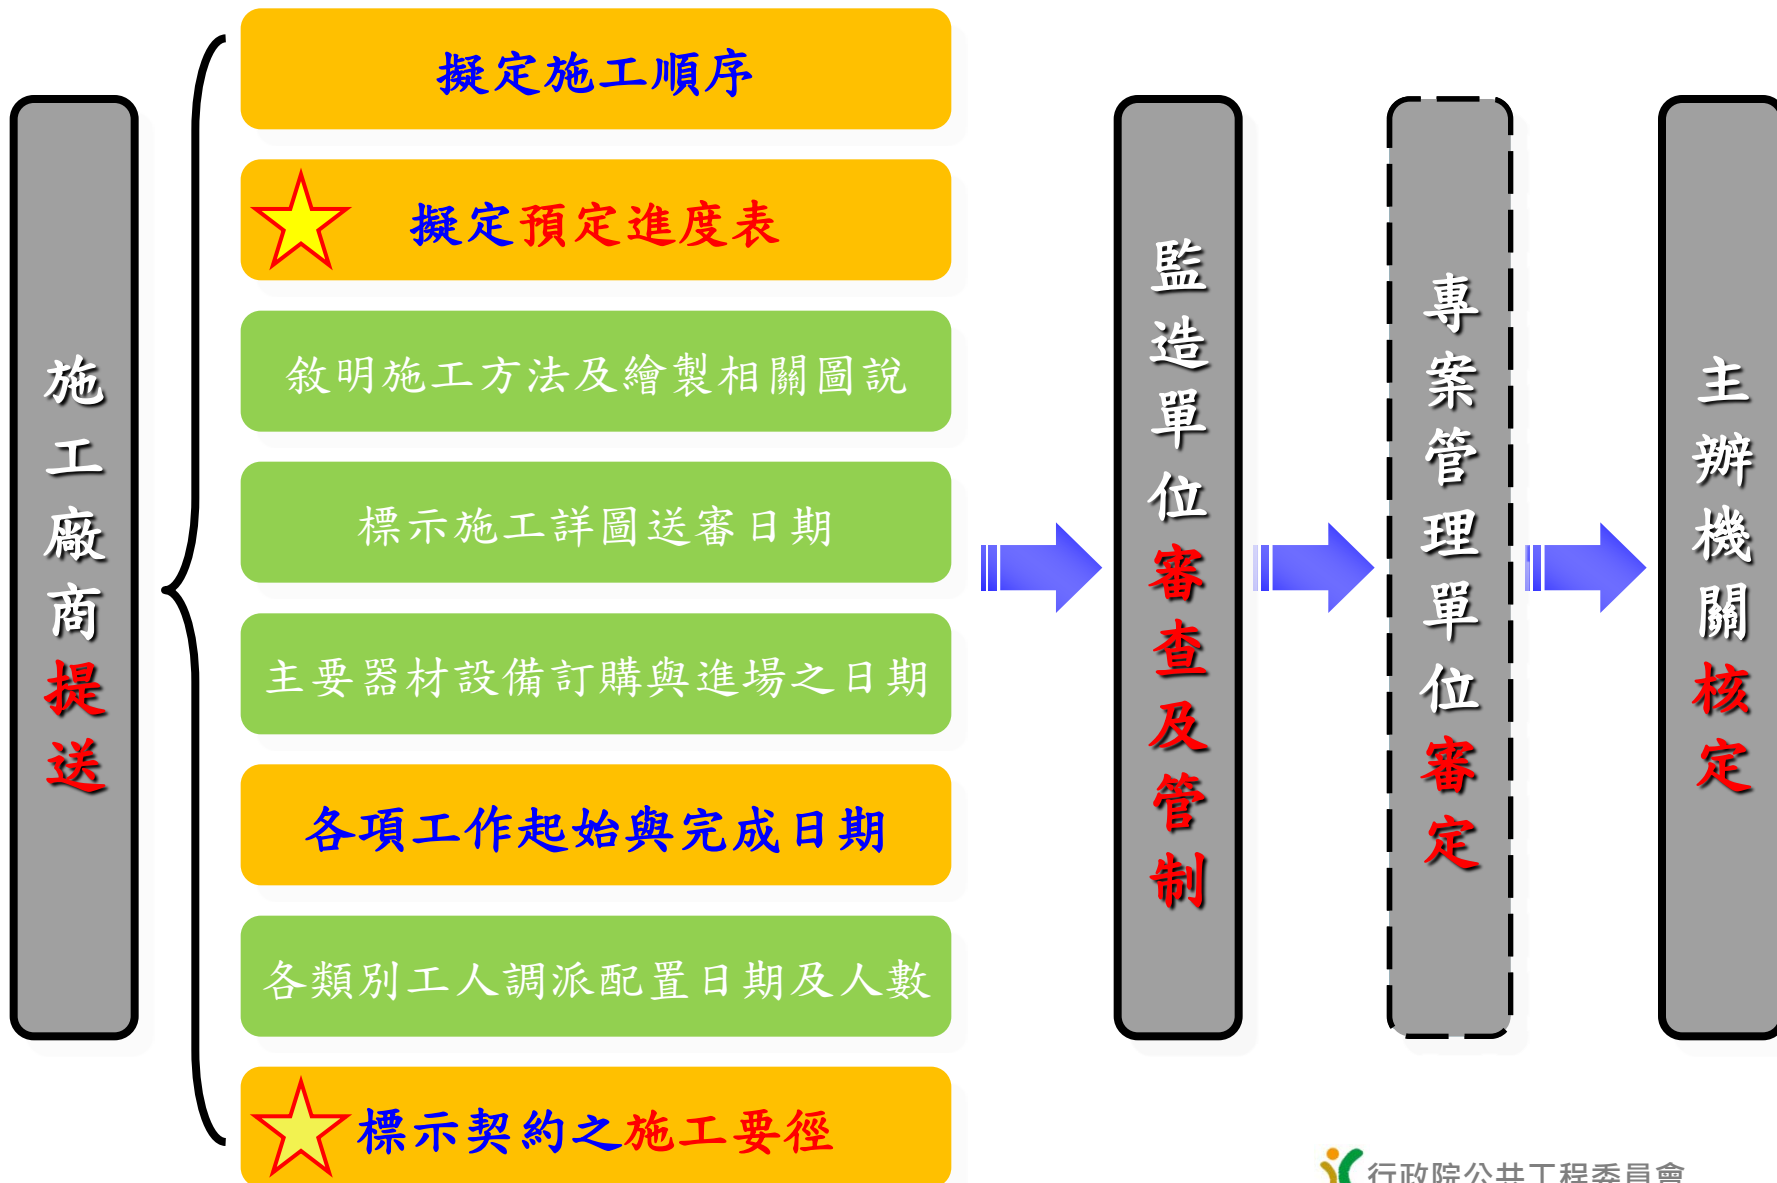 施工廠商提送
擬定施工順序
擬定預定進度表
敘明施工方法及繪製相關圖說
標示施工詳圖送審日期
主要器材設備訂購與進場之日期
各項工作起始與完成日期
各類別工人調派配置日期及人數
標示契約之施工要徑
監造單位審查及管制
專案管理單位審定
主辦機關核定
行政院公共工程委員會